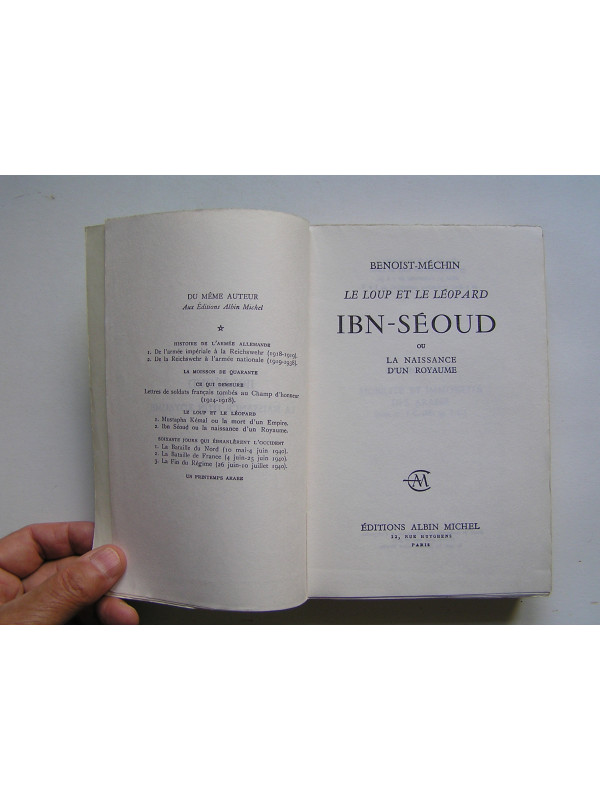 DU MÊME AUTEUR
Aux Éditions Albin Michel
HISTOIRE DE L'ARMÉE ALLEMANDE
1. De l'armée impériale à la Reichswehr (1918-1919).
2. De la Reichswehr à l'armée nationale (1919-1938).
LA MOISSON DE QUARANTE
CE QUI DEMEURE
Lettres de soldats français tombés au Champ d'honneur
(1914-1918).
LE LOUP ET LE LÉOPARD
1. Mustapha Kémal ou la mort d'un Empire.
2. Ibn Séoud ou la naissance d'un Royaume.
SOIXANTE JOURS QUI ÉBRANLÈRENT L'OCCIDENT
1. La Bataille du Nord (10 mai-4 juin 1940).
2. La Bataille de France (4 juin-25 juin 1940).
3. La Fin du Régime (26 juin-10 juillet 1940).
UN PRINTEMPS ARABE
BENOIST-MÉCHIN
LE LOUP ET LE LÉOPARD
IBN-SÉOUD
OU
LA NAISSANCE
D'UN ROYAUME
AM
ÉDITIONS ALBIN MICHEL
22, RUE HUYGHENS
PARIS